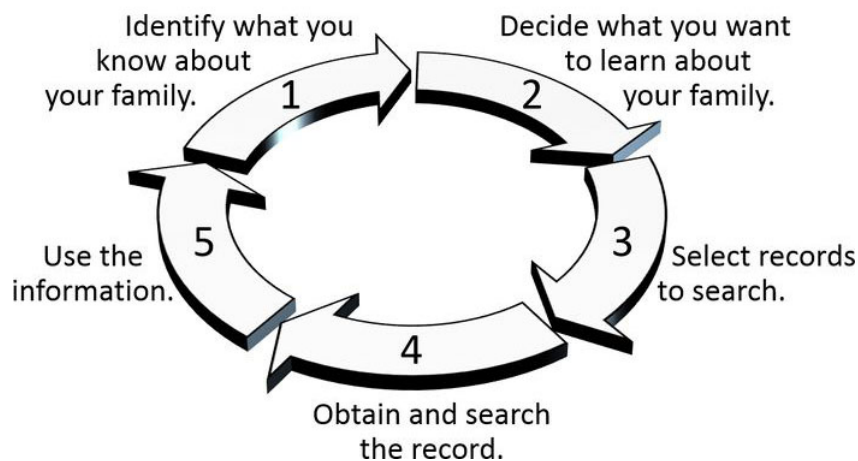 Identify what you
know about
your family.
1
Decide what you want
to learn about
your family.
2
3
Select records
to search.
4
Obtain and search
the record.
5
Use the
information.